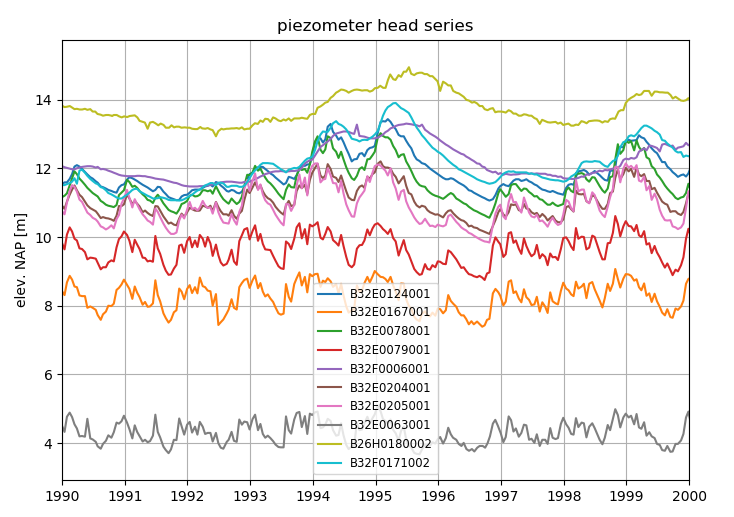 piezometer head series
elev. NAP [m]
14
12
10
8
6
4
B32E0124001
B32E0167001
B32E0078001
B32E0079001
B32F0006001
B32E0204001
B32E0205001
B32E0063001
B26H0180002
B32F0171002
1990 1991 1992 1993 1994 1995 1996 1997 1998 1999 2000